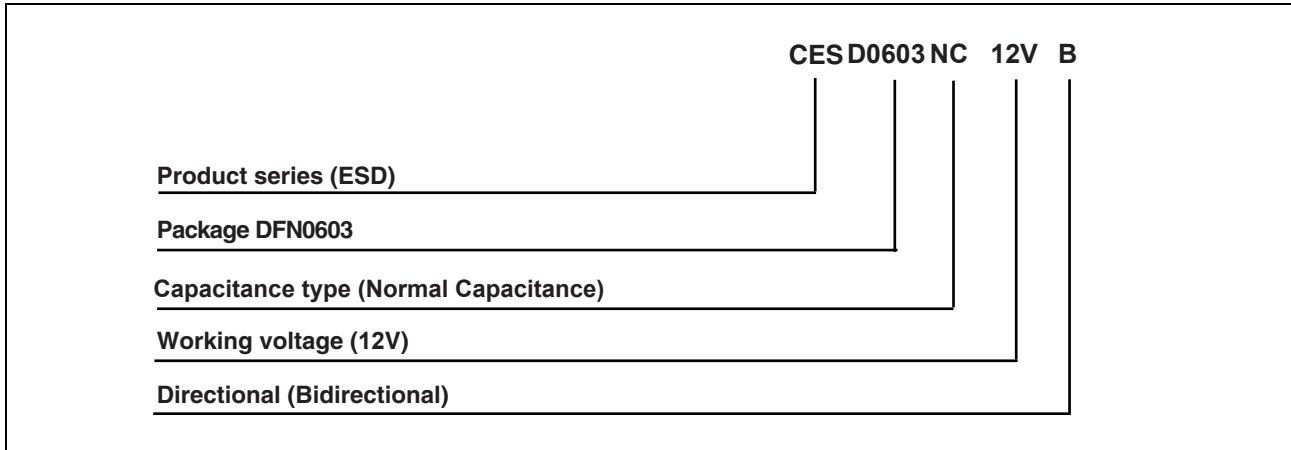 CES D0603 NC 12V B
Product series (ESD)
Package DFN0603
Capacitance type (Normal Capacitance)
Working voltage (12V)
Directional (Bidirectional)